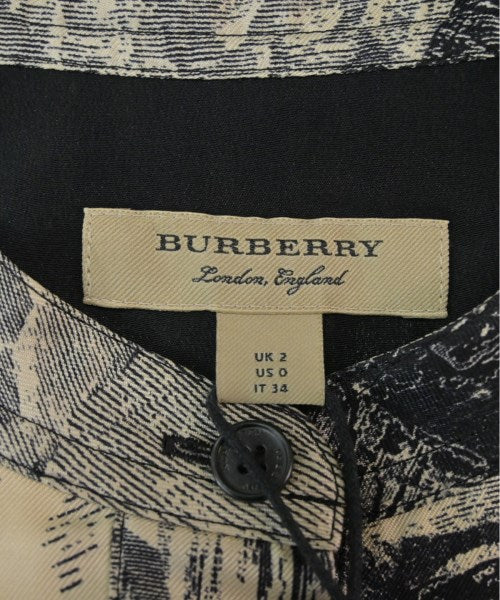 BURBERRY
London, England
UK 2
US 0
IT 34